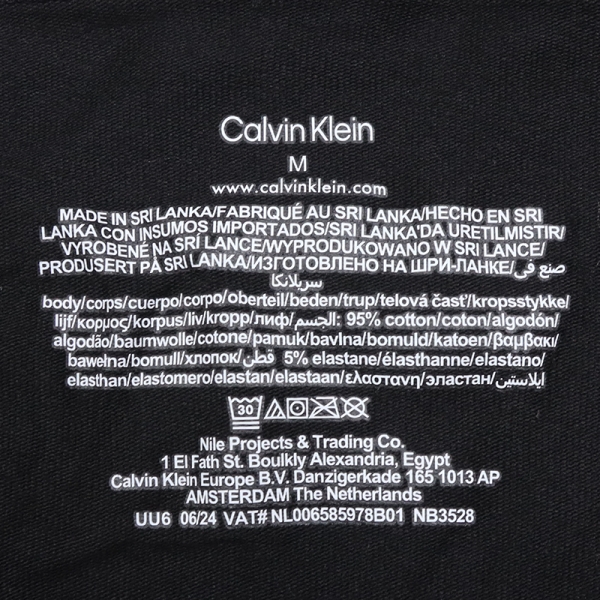 Calvin Klein
M
www.calvinklein.com
MADE IN SRI LANKA/FABRIQUÉ AU SRI LANKA/HECHO EN SRI
LANKA CON INSUMOS IMPORTADOS/SRI LANKA'DA URETILMISTIR/
VYROBENÉ NA SRÍ LANCE/WYPRODUKOWANO W SRI LANCE/
PRODUSERT PÅ SRI LANKA/ИЗГОТОВЛЕНО НА ШРИ-ЛАНКЕ/صنع في
سريلانكا
body/corps/cuerpo/corpo/oberteil/beden/trup/telová časť/kropsstykke/
lijf/κορμος/korpus/liv/kropp/лиф/الجسم: 95% cotton/coton/algodón/
algodão/baumwolle/cotone/pamuk/bavlna/bomuld/katoen/βαμβακι/
bawełna/bomull/хлопок/قطن 5% elastane/élasthanne/elastano/
elasthan/elastomero/elastan/elastaan/ελαστανη/эластан/ايلاستين
30
Nile Projects & Trading Co.
1 El Fath St. Boulkly Alexandria, Egypt
Calvin Klein Europe B.V. Danzigerkade 165 1013 AP
AMSTERDAM The Netherlands
UU6 06/24 VAT# NL006585978B01 NB3528